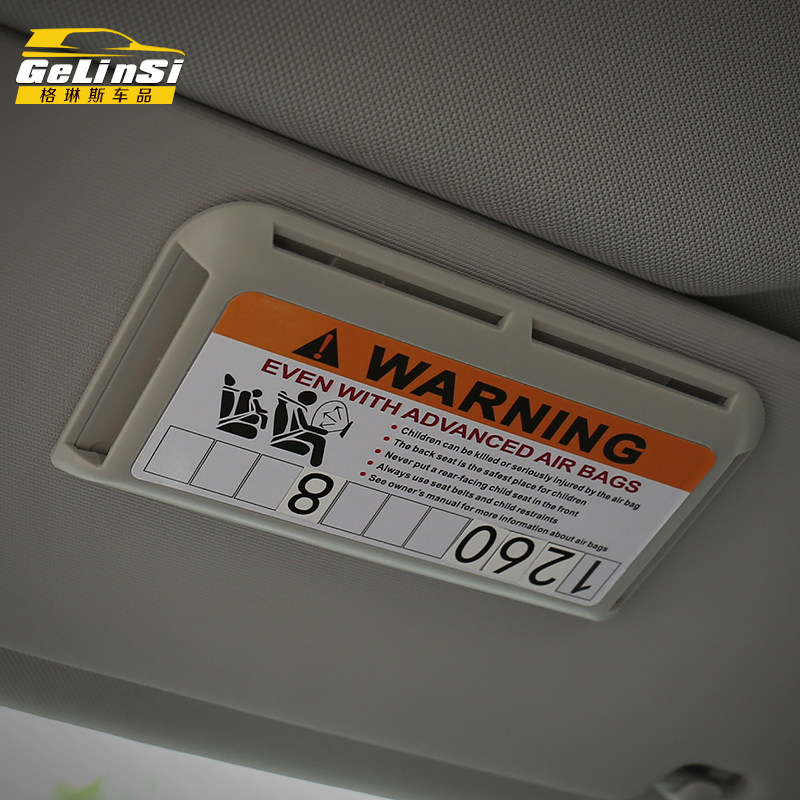 GeLinSi
格琳斯车品
WARNING
EVEN WITH ADVANCED AIR BAGS
• Children can be killed or seriously injured by the air bag
• The back seat is the safest place for children
• Never put a rear-facing child seat in the front
• Always use seat belts and child restraints
• See owner's manual for more information about air bags
1260 8